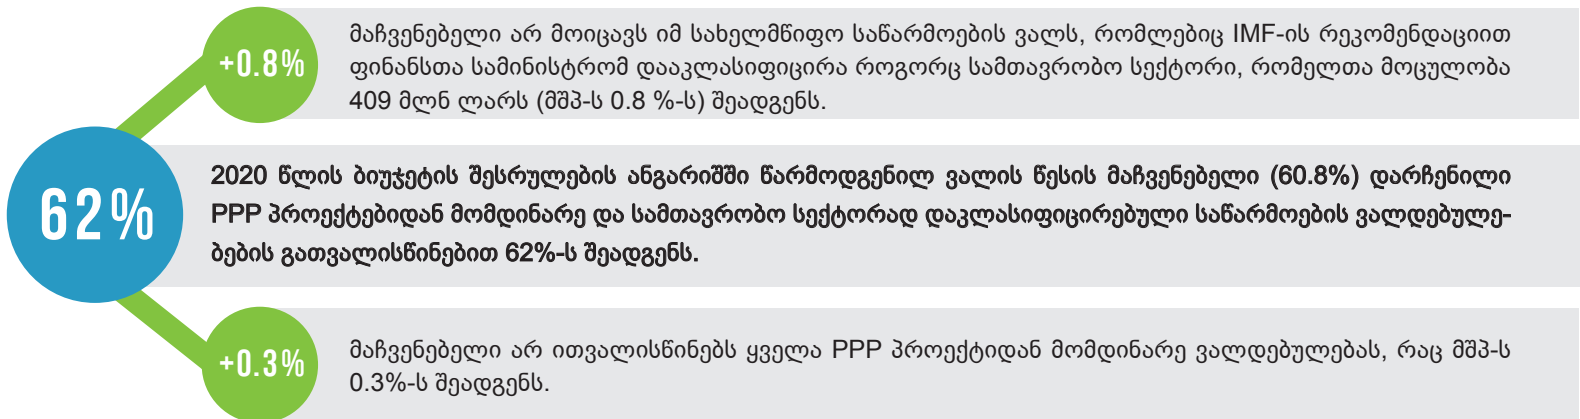 +0.8%
მაჩვენებელი არ მოიცავს იმ სახელმწიფო საწარმოების ვალს, რომლებიც IMF-ის რეკომენდაციით
ფინანსთა სამინისტრომ დააკლასიფიცირა როგორც სამთავრობო სექტორი, რომელთა მოცულობა
409 მლნ ლარს (მშპ-ს 0.8 %-ს) შეადგენს.
62%
2020 წლის ბიუჯეტის შესრულების ანგარიშში წარმოდგენილ ვალის წესის მაჩვენებელი (60.8%) დარჩენილი
PPP პროექტებიდან მომდინარე და სამთავრობო სექტორად დაკლასიფიცირებული საწარმოების ვალდებულე-
ბების გათვალისწინებით 62%-ს შეადგენს.
+0.3%
მაჩვენებელი არ ითვალისწინებს ყველა PPP პროექტიდან მომდინარე ვალდებულებას, რაც მშპ-ს
0.3%-ს შეადგენს.